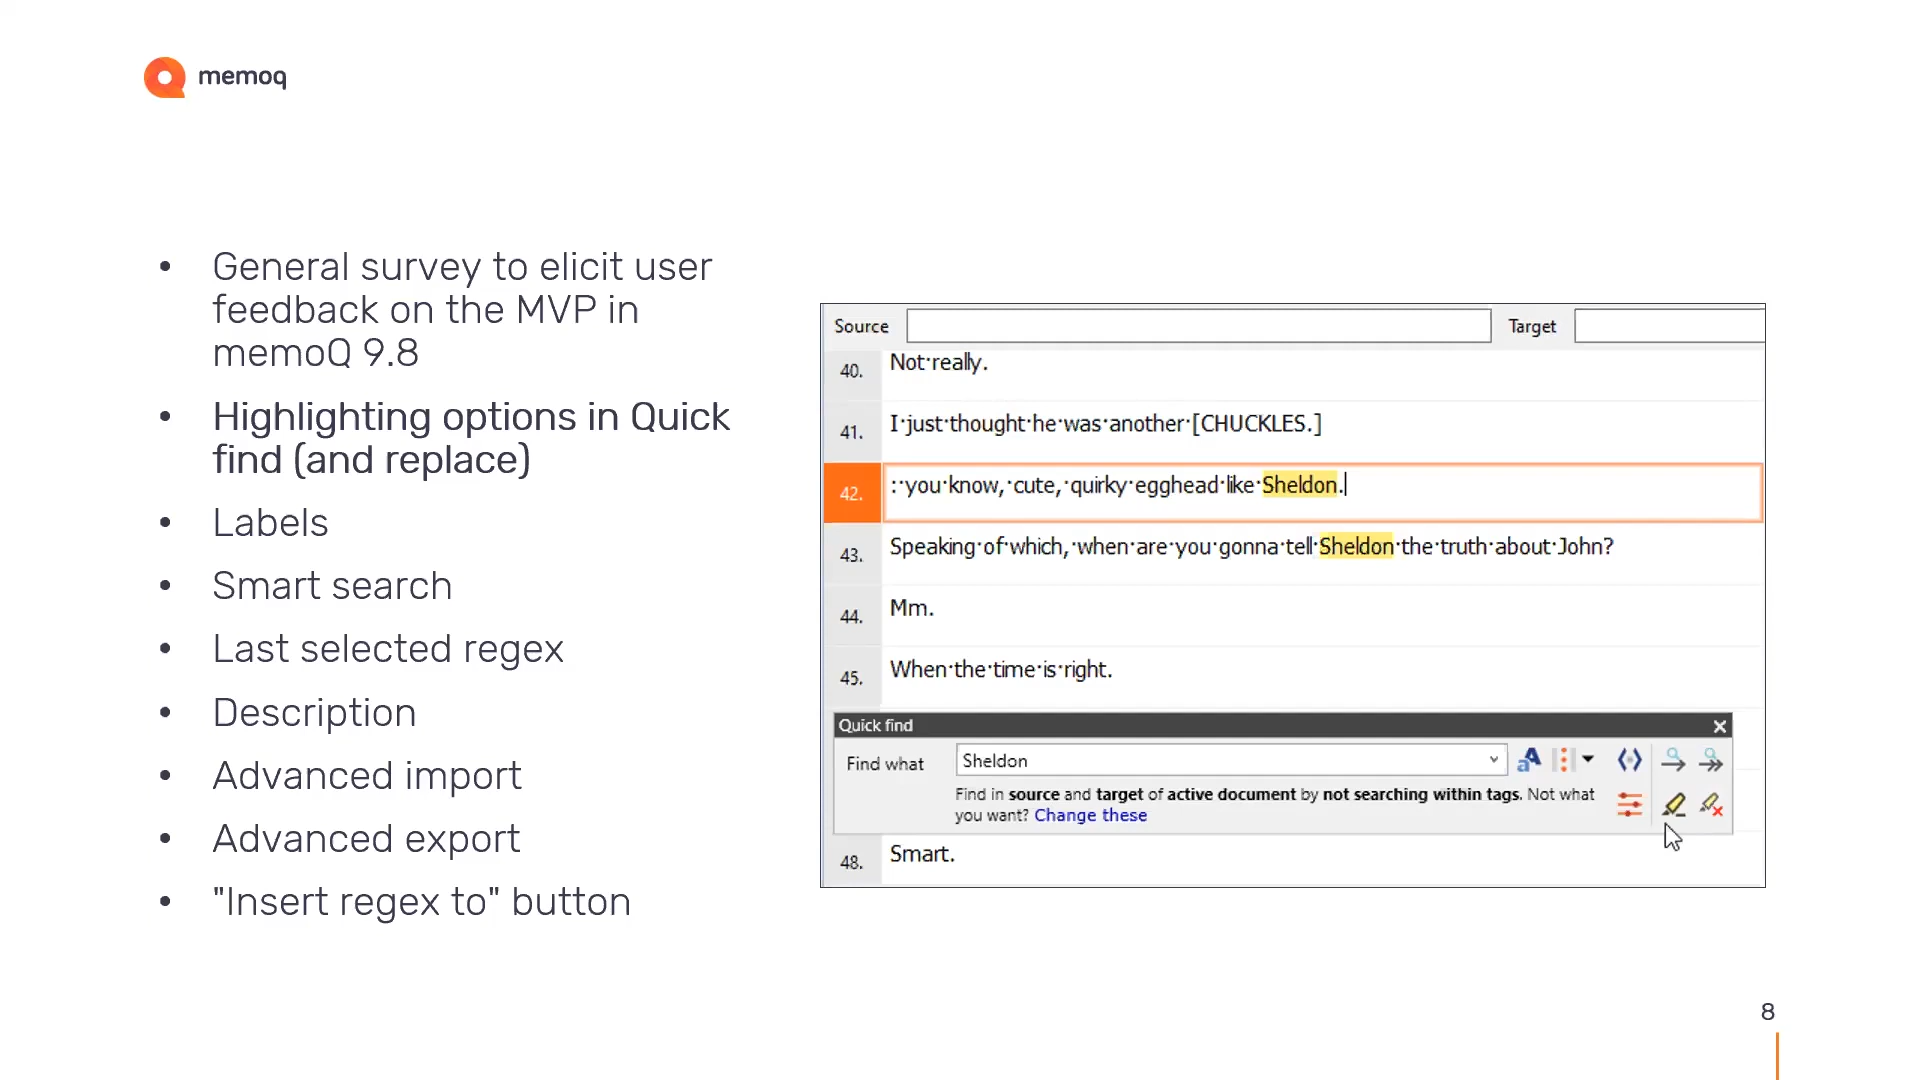 memoq
• General survey to elicit user
feedback on the MVP in
memoQ 9.8
• Highlighting options in Quick
find (and replace)
• Labels
• Smart search
• Last selected regex
• Description
• Advanced import
• Advanced export
• "Insert regex to" button
Source Target
40. Not·really.
41. I·just·thought·he·was·another·[CHUCKLES.]
42. :·you·know,·cute,·quirky·egghead·like·Sheldon.
43. Speaking·of·which,·when·are·you·gonna·tell·Sheldon·the·truth·about·John?
44. Mm.
45. When·the·time·is·right.
Quick find
Find what Sheldon
Find in source and target of active document by not searching within tags. Not what
you want? Change these
48. Smart.
8